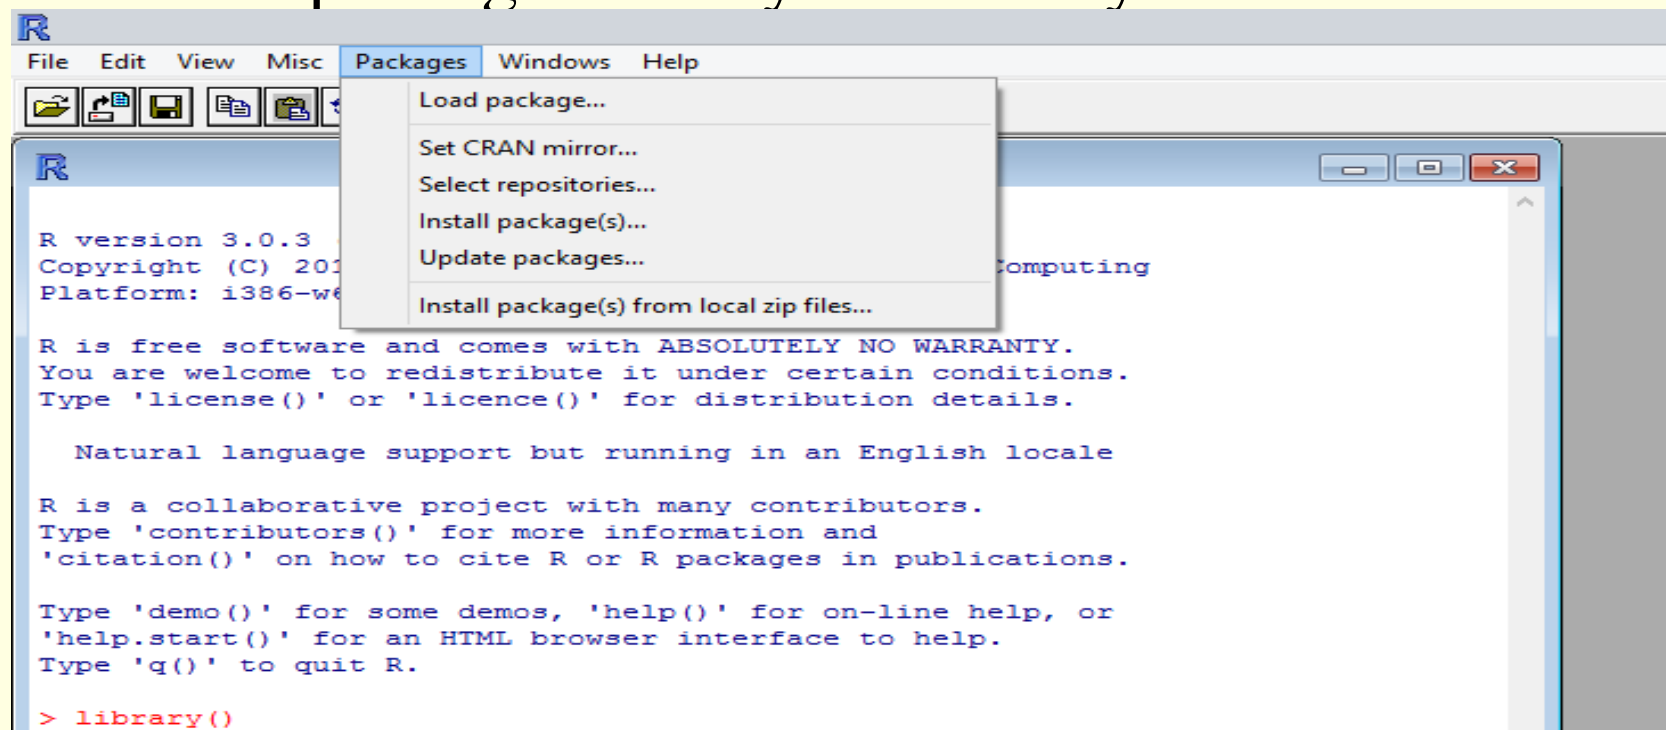 R
File Edit View Misc Packages Windows Help
Load package...
Set CRAN mirror...
Select repositories...
Install package(s)...
Update packages...
Install package(s) from local zip files...
R
R version 3.0.3
Copyright (C)
Platform:
R is free software and comes with ABSOLUTELY NO WARRANTY.
You are welcome to redistribute it under certain conditions.
Type 'license()' or 'licence()' for distribution details.
Natural language support but running in an English locale
R is a collaborative project with many contributors.
Type 'contributors()' for more information and
'citation()' on how to cite R or R packages in publications.
Type 'demo()' for some demos, 'help()' for on-line help, or
'help.start()' for an HTML browser interface to help.
Type 'q()' to quit R.
> library()